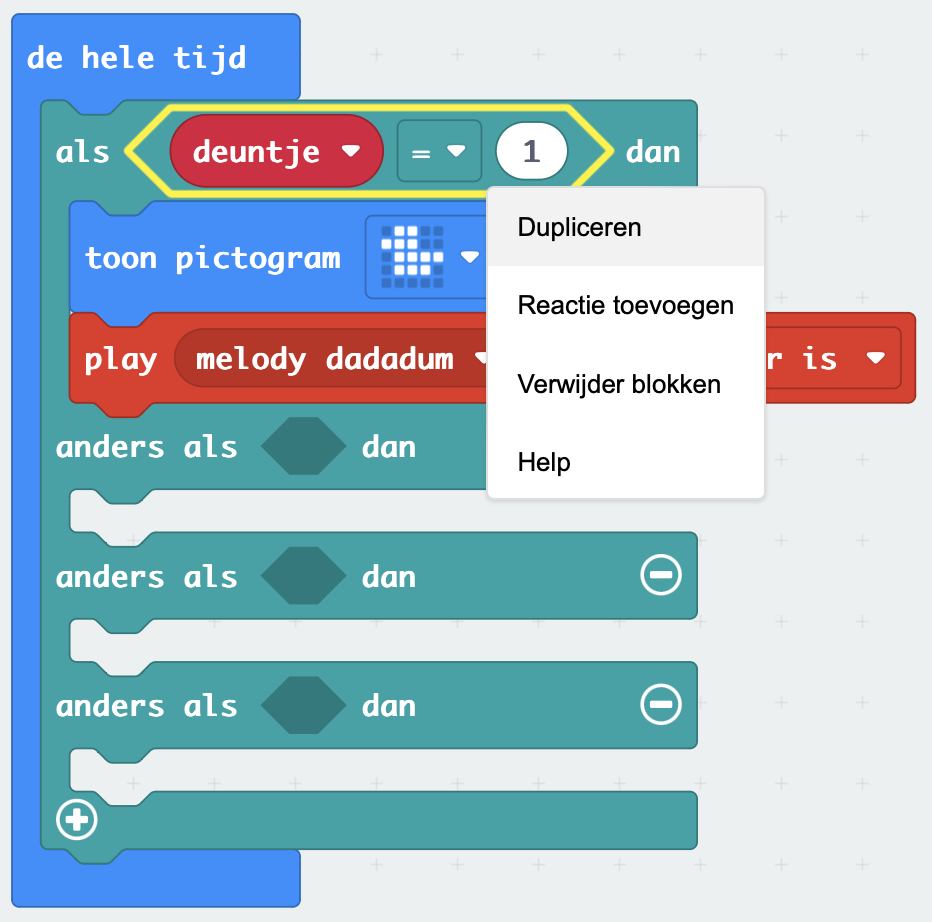 de hele tijd
als deuntje = 1 dan
Dupliceren
toon pictogram
Reactie toevoegen
play melody dadadum r is
Verwijder blokken
anders als dan
Help
anders als dan
anders als dan